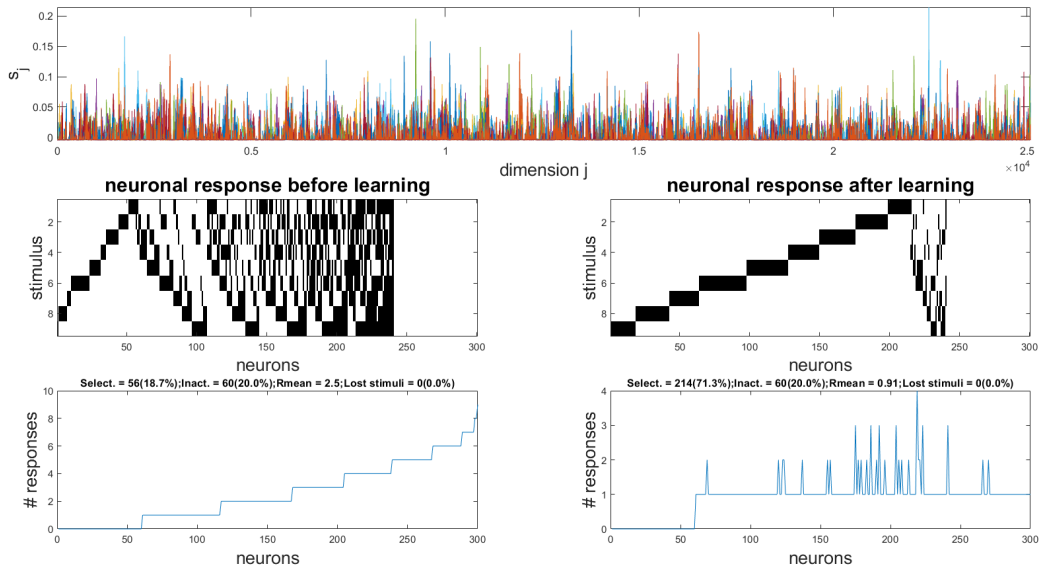 0.2
0.15
0.1
0.05
0
s_j
0 0.5 1 1.5 2 2.5
dimension j
×10^4
neuronal response before learning
2
4
6
8
stimulus
50 100 150 200 250 300
neurons
neuronal response after learning
2
4
6
8
stimulus
50 100 150 200 250 300
neurons
Select. = 56(18.7%);Inact. = 60(20.0%);Rmean = 2.5;Lost stimuli = 0(0.0%)
10
8
6
4
2
0
# responses
0 50 100 150 200 250 300
neurons
Select. = 214(71.3%);Inact. = 60(20.0%);Rmean = 0.91;Lost stimuli = 0(0.0%)
4
3
2
1
0
# responses
0 50 100 150 200 250 300
neurons